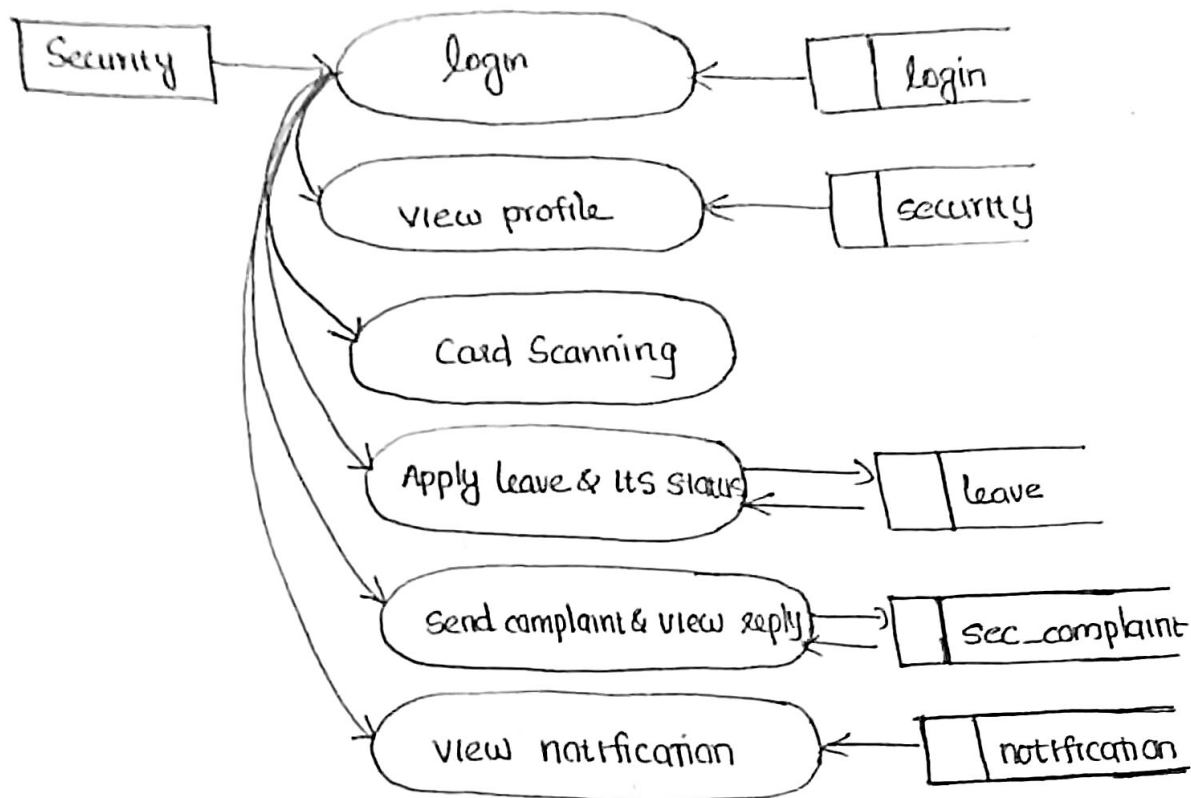 Security
login
login
view profile
security
Card Scanning
Apply leave & its status
leave
Send complaint & view reply
sec_complaint
view notification
notification